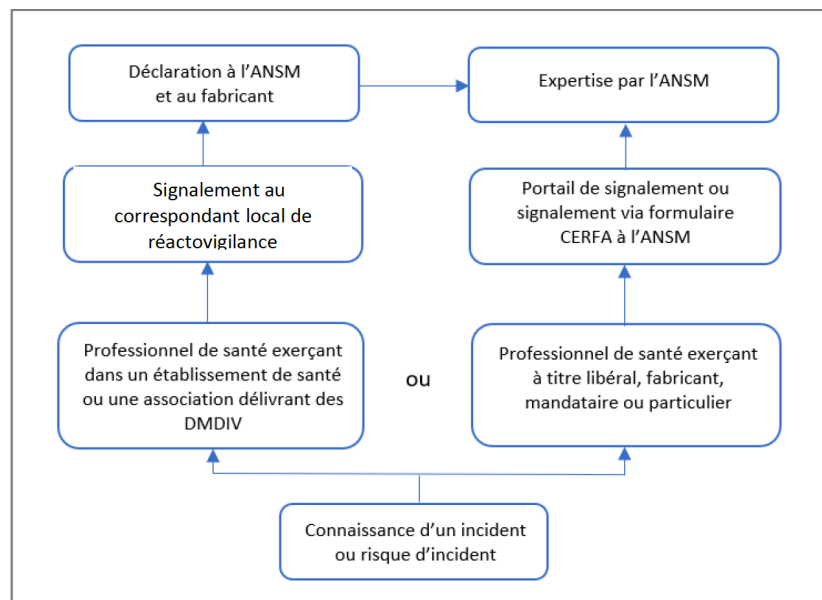 Déclaration à l'ANSM
et au fabricant
Expertise par l'ANSM
Signalement au
correspondant local de
réactovigilance
Portail de signalement ou
signalement via formulaire
CERFA à l'ANSM
Professionnel de santé exerçant
dans un établissement de santé
ou une association délivrant des
DMDIV
ou
Professionnel de santé exerçant
à titre libéral, fabricant,
mandataire ou particulier
Connaissance d'un incident
ou risque d'incident